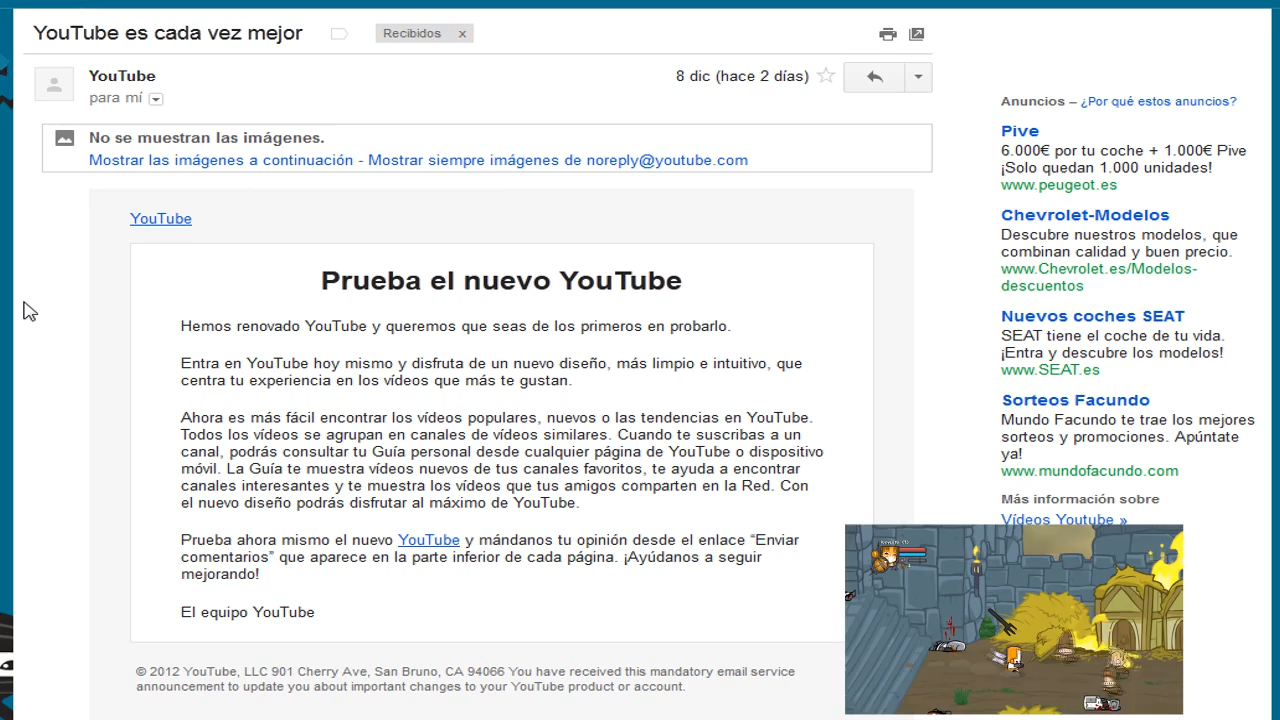 YouTube es cada vez mejor
Recibidos x
YouTube
8 dic (hace 2 días)
para mí
No se muestran las imágenes.
Mostrar las imágenes a continuación - Mostrar siempre imágenes de noreply@youtube.com
YouTube
Prueba el nuevo YouTube
Hemos renovado YouTube y queremos que seas de los primeros en probarlo.
Entra en YouTube hoy mismo y disfruta de un nuevo diseño, más limpio e intuitivo, que
centra tu experiencia en los vídeos que más te gustan.
Ahora es más fácil encontrar los vídeos populares, nuevos o las tendencias en YouTube.
Todos los vídeos se agrupan en canales de vídeos similares. Cuando te suscribas a un
canal, podrás consultar tu Guía personal desde cualquier página de YouTube o dispositivo
móvil. La Guía te muestra vídeos nuevos de tus canales favoritos, te ayuda a encontrar
canales interesantes y te muestra los vídeos que tus amigos comparten en la Red. Con
el nuevo diseño podrás disfrutar al máximo de YouTube.
Prueba ahora mismo el nuevo YouTube y mándanos tu opinión desde el enlace “Enviar
comentarios” que aparece en la parte inferior de cada página. ¡Ayúdanos a seguir
mejorando!
El equipo YouTube
© 2012 YouTube, LLC 901 Cherry Ave, San Bruno, CA 94066 You have received this mandatory email service
announcement to update you about important changes to your YouTube product or account.
Anuncios – ¿Por qué estos anuncios?
Pive
6.000€ por tu coche + 1.000€ Pive
¡Solo quedan 1.000 unidades!
www.peugeot.es
Chevrolet-Modelos
Descubre nuestros modelos, que
combinan calidad y buen precio.
www.Chevrolet.es/Modelos-
descuentos
Nuevos coches SEAT
SEAT tiene el coche de tu vida.
¡Entra y descubre los modelos!
www.SEAT.es
Sorteos Facundo
Mundo Facundo te trae los mejores
sorteos y promociones. Apúntate
ya!
www.mundofacundo.com
Más información sobre
Vídeos Youtube »